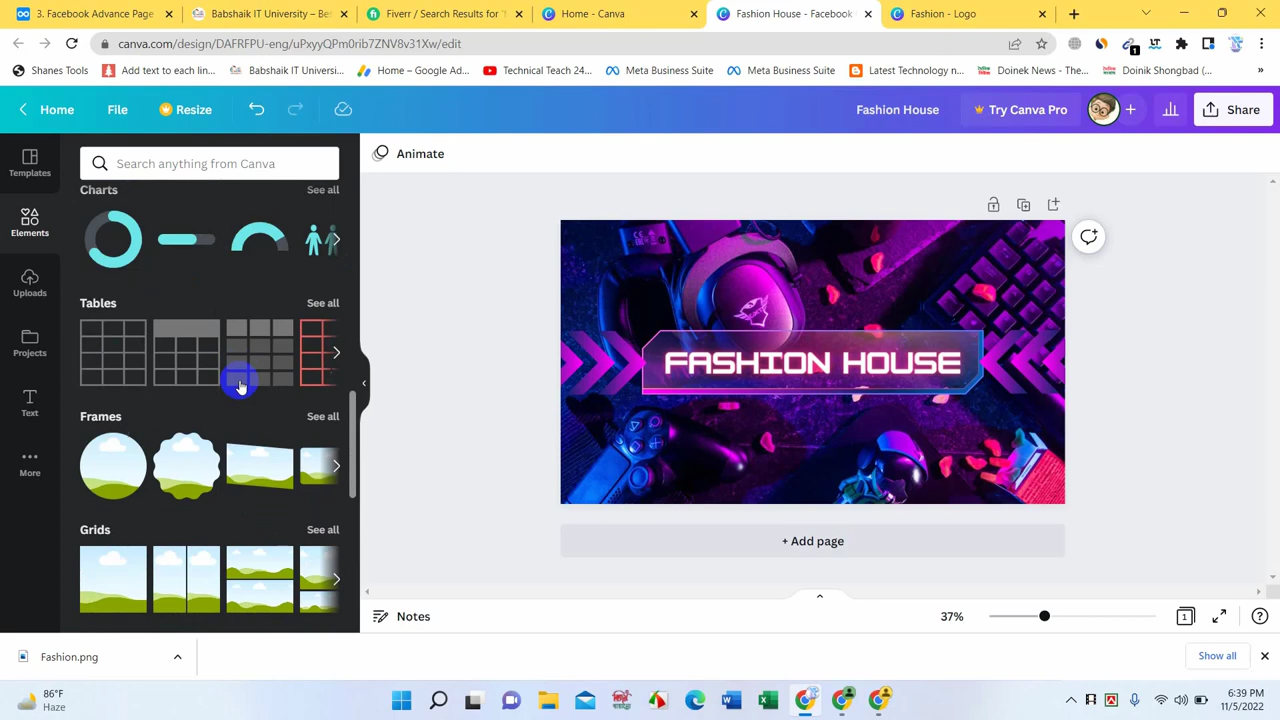 3. Facebook Advance Page
Babshaik IT University – Bes
Fiverr / Search Results for '
Home - Canva
Fashion House - Facebook
Fashion - Logo
canva.com/design/DAFRFPU-eng/uPxyyQPm0ribL7ZNV8v31Xw/edit
Shanes Tools
Add text to each lin...
Babshaik IT Universi...
Home – Google Ad...
Technical Teach 24...
Meta Business Suite
Meta Business Suite
Latest Technology n...
Doinek News - The...
Doinik Shongbad (...
Home
File
Resize
Fashion House
Try Canva Pro
Share
Templates
Elements
Uploads
Projects
Text
More
Search anything from Canva
Animate
Charts
See all
Tables
See all
Frames
See all
Grids
See all
FASHION HOUSE
+ Add page
Notes
37%
1
Fashion.png
Show all
86°F
Haze
6:39 PM
11/5/2022